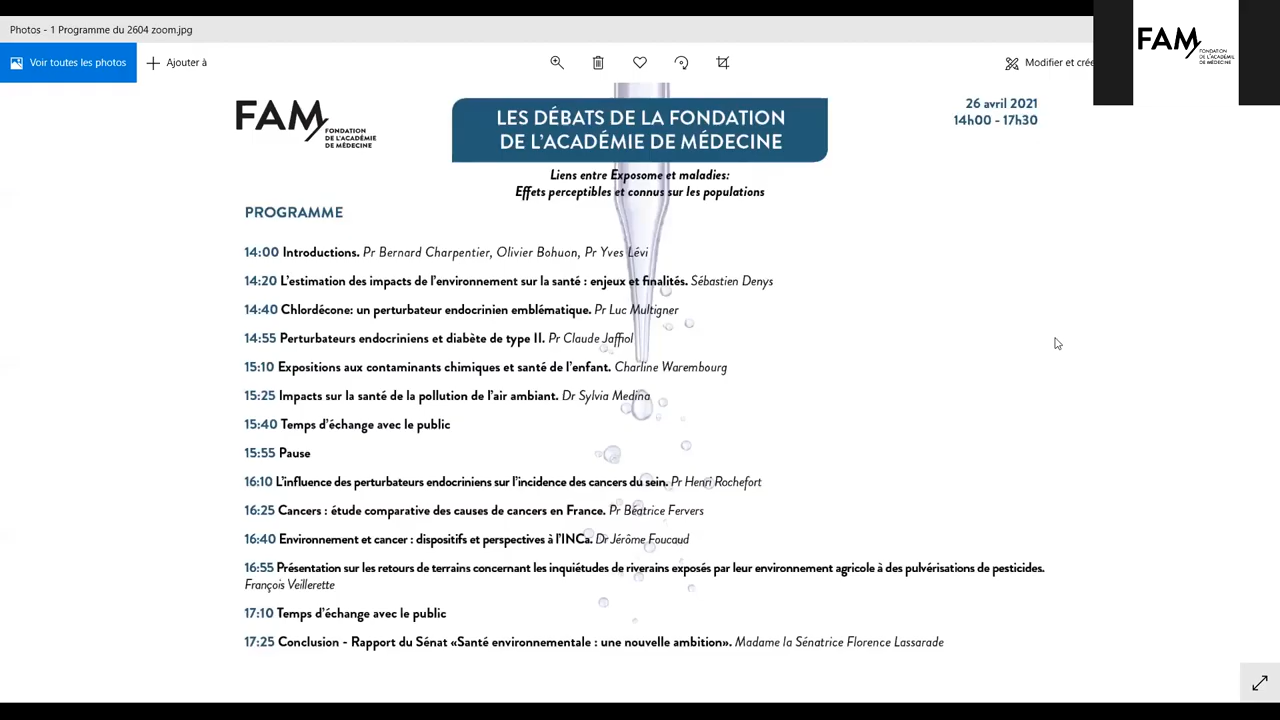 Photos - 1 Programme du 2604 zoom.jpg
Voir toutes les photos
Ajouter à
Modifier et crée
FAM
FONDATION
DE L'ACADÉMIE
DE MÉDECINE
FAM
FONDATION
DE L'ACADÉMIE
DE MÉDECINE
LES DÉBATS DE LA FONDATION
DE L'ACADÉMIE DE MÉDECINE
26 avril 2021
14h00 - 17h30
Liens entre Exposome et maladies:
Effets perceptibles et connus sur les populations
PROGRAMME
14:00 Introductions. Pr Bernard Charpentier, Olivier Bohuon, Pr Yves Lévi
14:20 L'estimation des impacts de l'environnement sur la santé : enjeux et finalités. Sébastien Denys
14:40 Chlordécone: un perturbateur endocrinien emblématique. Pr Luc Multigner
14:55 Perturbateurs endocriniens et diabète de type II. Pr Claude Jaffiol
15:10 Expositions aux contaminants chimiques et santé de l'enfant. Charline Warembourg
15:25 Impacts sur la santé de la pollution de l'air ambiant. Dr Sylvia Medina
15:40 Temps d'échange avec le public
15:55 Pause
16:10 L'influence des perturbateurs endocriniens sur l'incidence des cancers du sein. Pr Henri Rochefort
16:25 Cancers : étude comparative des causes de cancers en France. Pr Béatrice Fervers
16:40 Environnement et cancer : dispositifs et perspectives à l'INCa. Dr Jérôme Foucaud
16:55 Présentation sur les retours de terrains concernant les inquiétudes de riverains exposés par leur environnement agricole à des pulvérisations de pesticides.
François Veillerette
17:10 Temps d'échange avec le public
17:25 Conclusion - Rapport du Sénat «Santé environnementale : une nouvelle ambition». Madame la Sénatrice Florence Lassarade